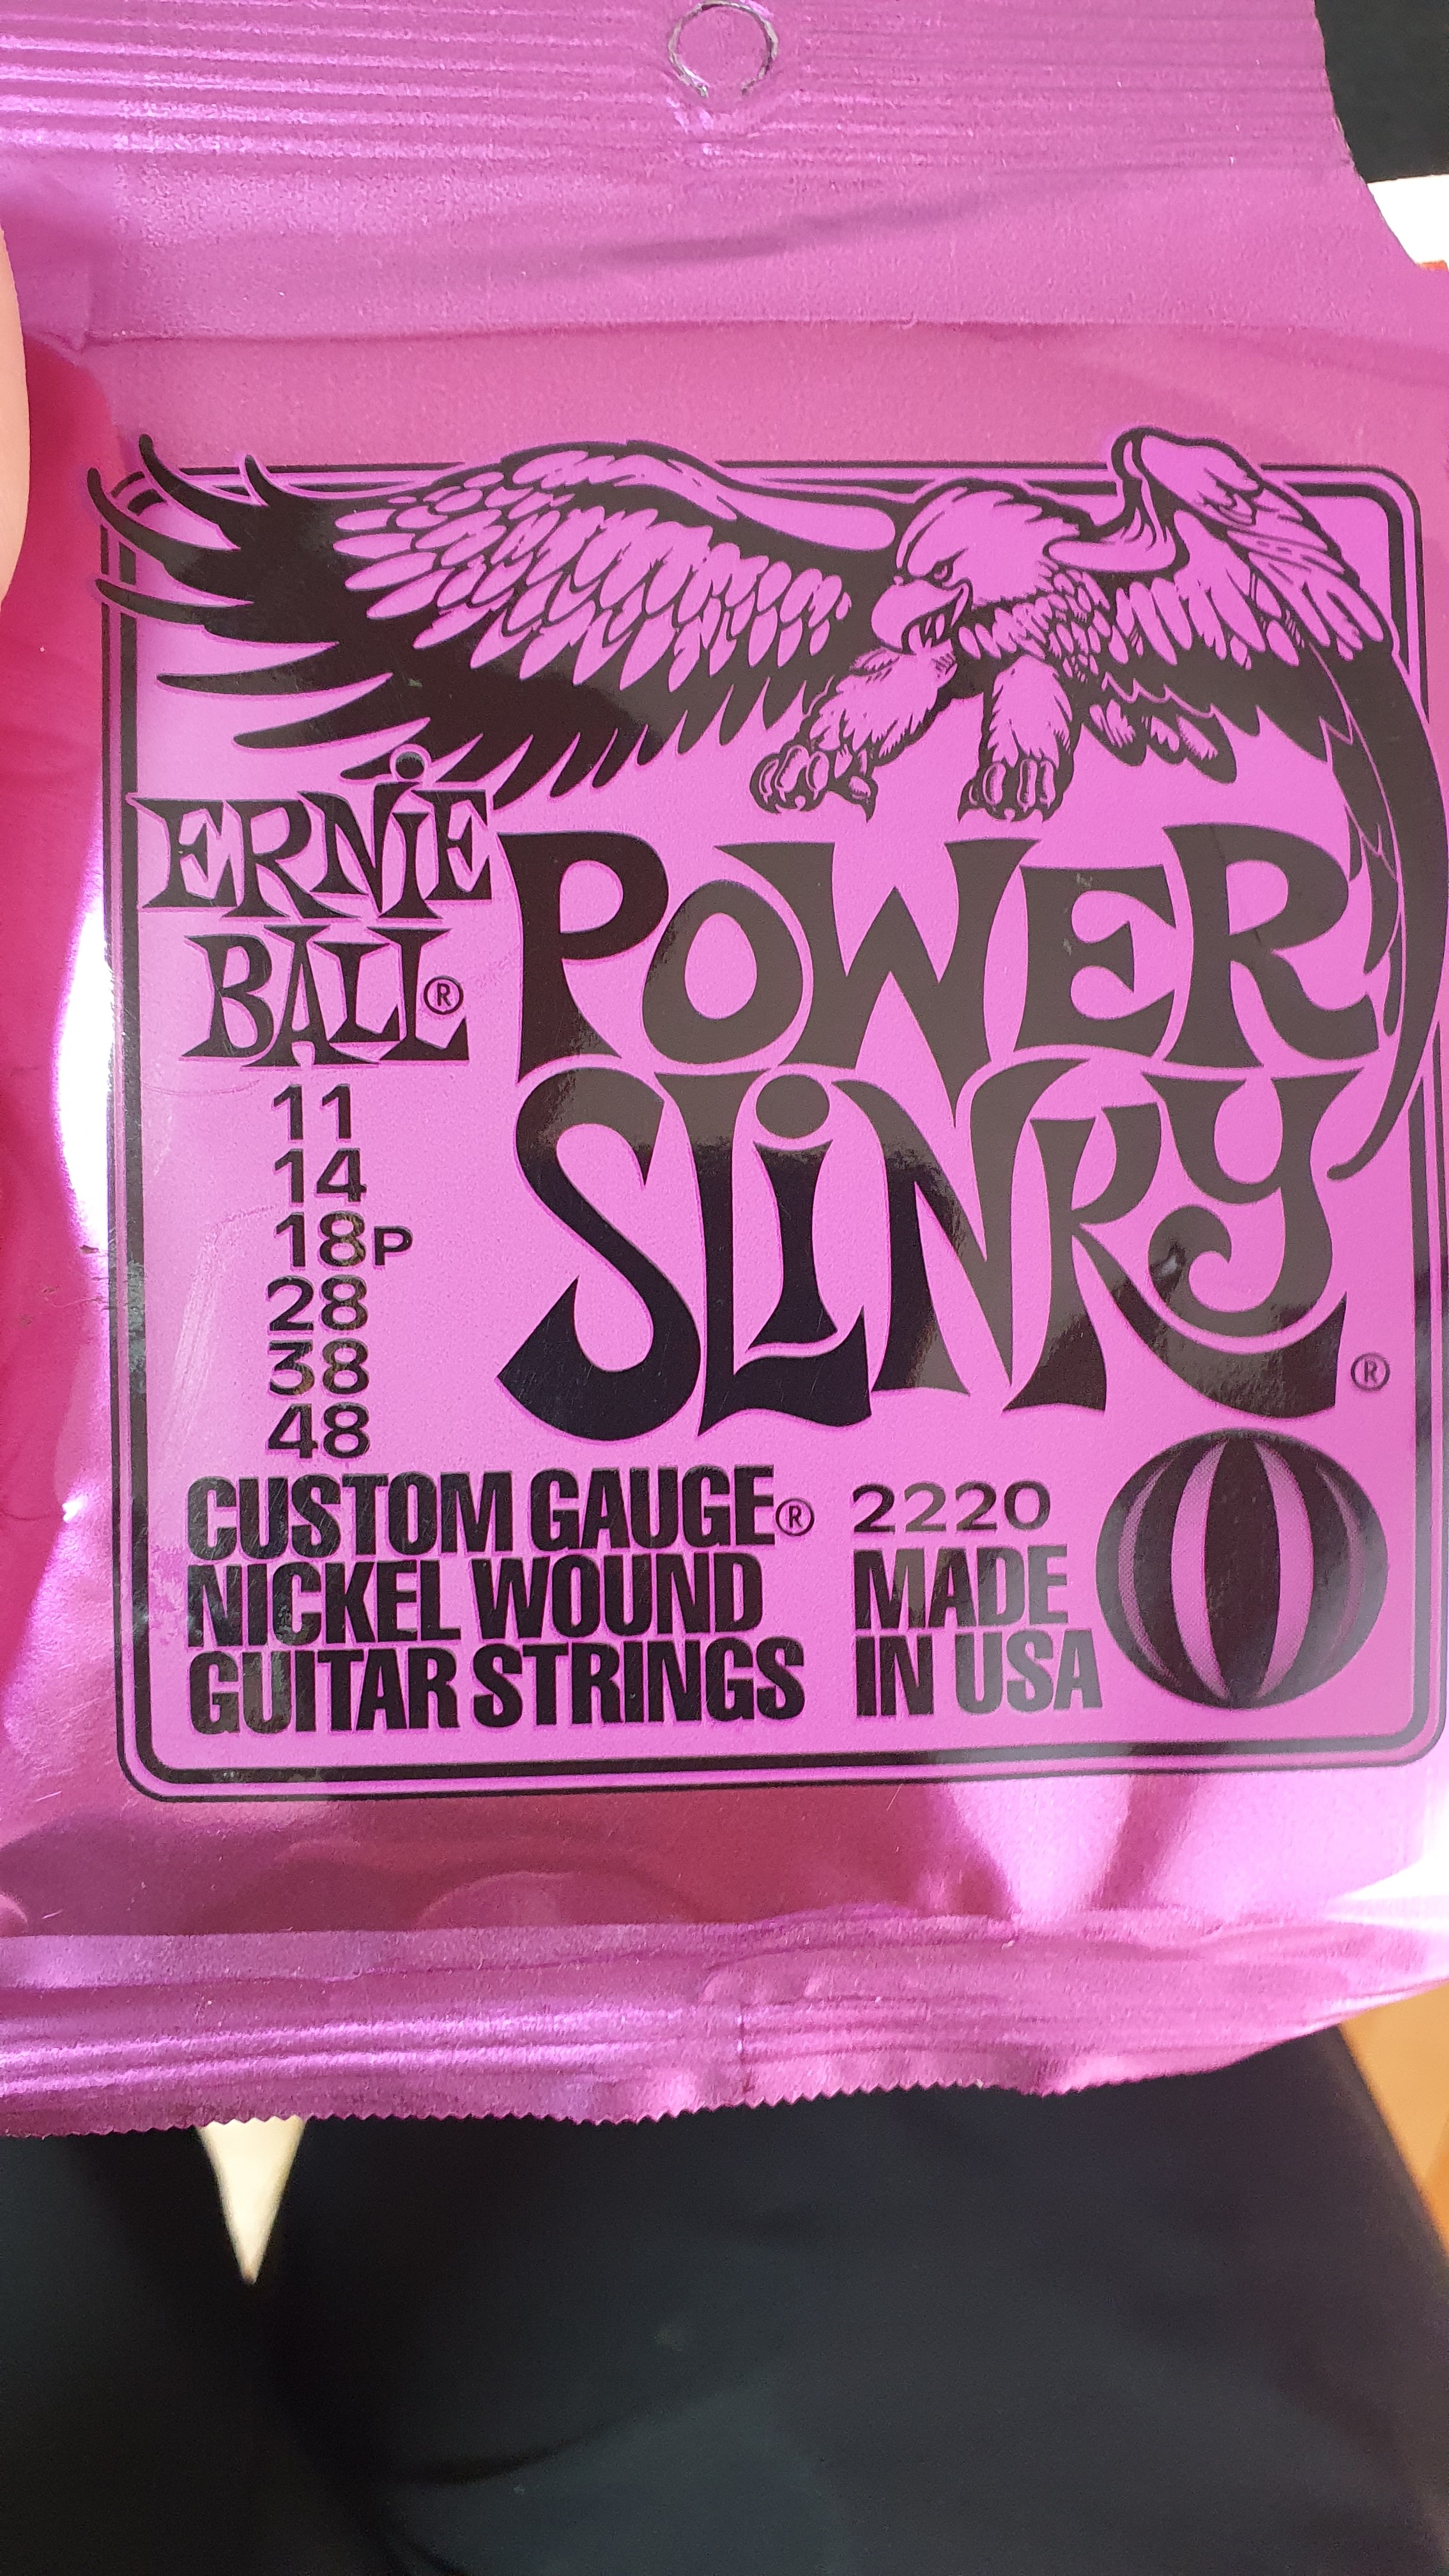 ERNiE
BALL®
POWER
SLiNKY®
11
14
18P
28
38
48
CUSTOM GAUGE®
NICKEL WOUND
GUITAR STRINGS
2220
MADE
IN USA